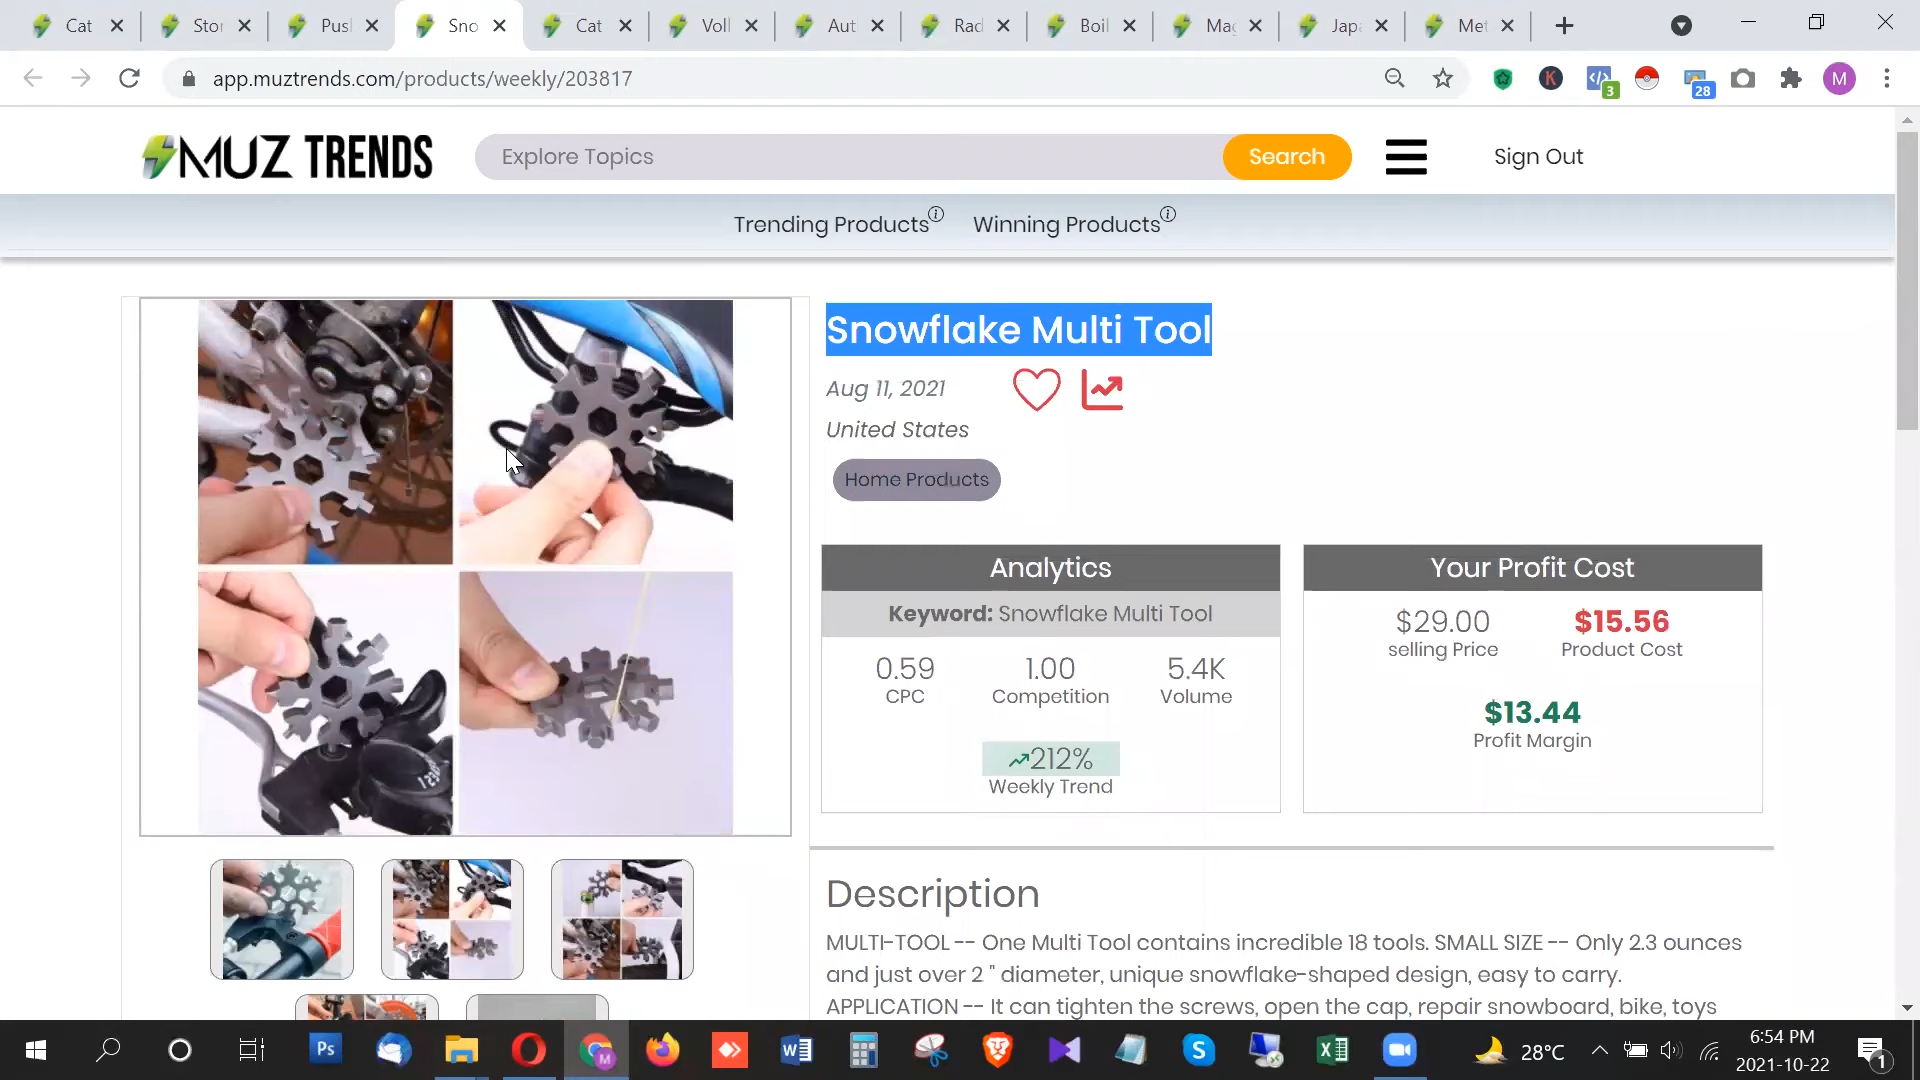 Cat
Sto
Pus
Sno
Cat
Voll
Aut
Rad
Boil
Mag
Japa
Met
app.muztrends.com/products/weekly/203817
K
3
28
M
MUZ TRENDS
Explore Topics
Search
Sign Out
Trending Products
Winning Products
Snowflake Multi Tool
Aug 11, 2021
United States
Home Products
Analytics
Keyword: Snowflake Multi Tool
0.59
CPC
1.00
Competition
5.4K
Volume
212%
Weekly Trend
Your Profit Cost
$29.00
selling Price
$15.56
Product Cost
$13.44
Profit Margin
Description
MULTI-TOOL -- One Multi Tool contains incredible 18 tools. SMALL SIZE -- Only 2.3 ounces
and just over 2 " diameter, unique snowflake-shaped design, easy to carry.
APPLICATION -- It can tighten the screws, open the cap, repair snowboard, bike, toys
Ps
M
28°C
6:54 PM
2021-10-22
1